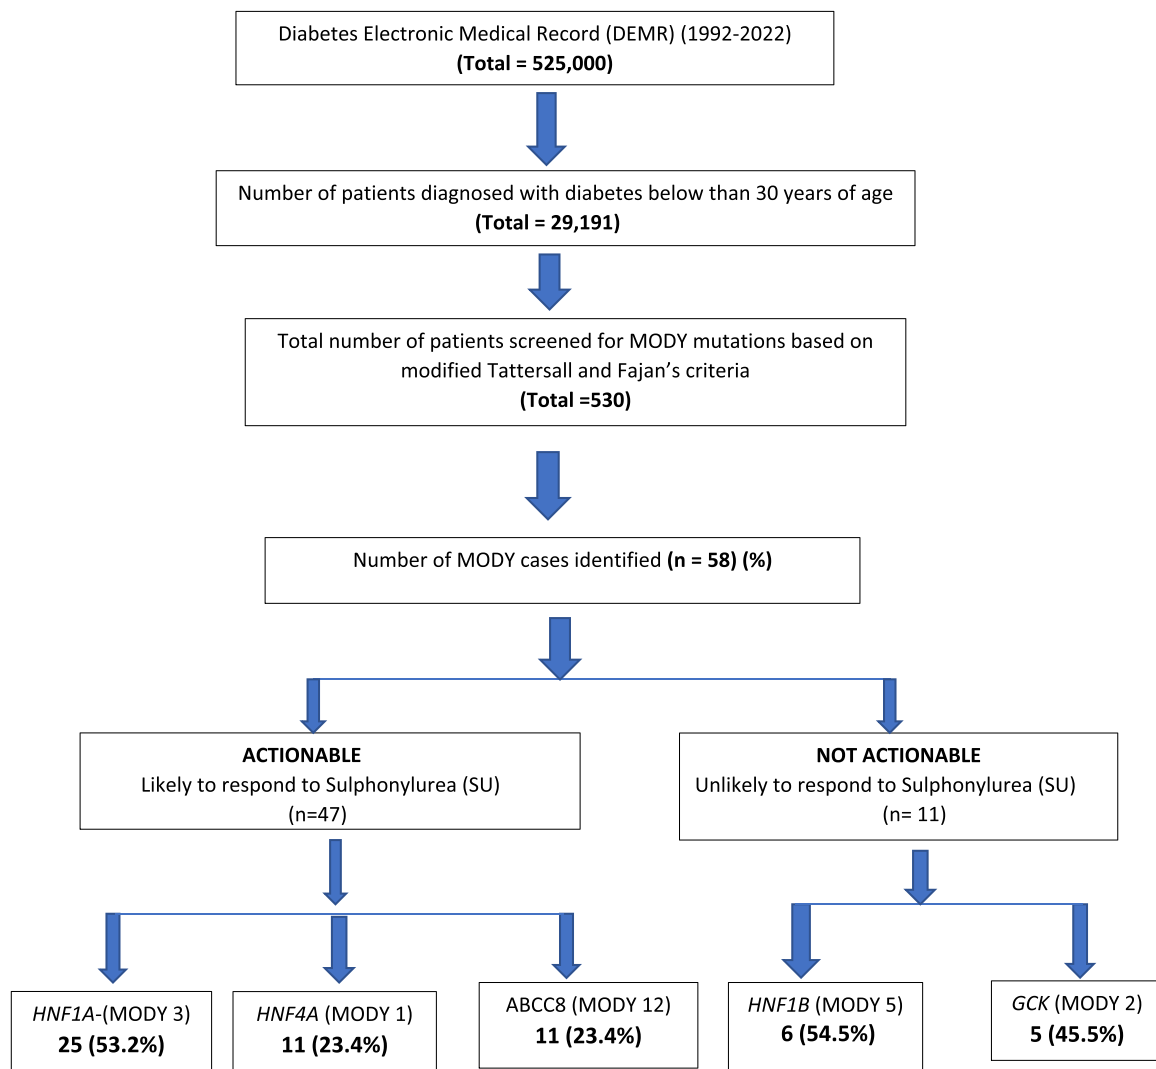 Diabetes Electronic Medical Record (DEMR) (1992-2022)
(Total = 525,000)
Number of patients diagnosed with diabetes below than 30 years of age
(Total = 29,191)
Total number of patients screened for MODY mutations based on
modified Tattersall and Fajan’s criteria
(Total =530)
Number of MODY cases identified (n = 58) (%)
ACTIONABLE
Likely to respond to Sulphonylurea (SU)
(n=47)
NOT ACTIONABLE
Unlikely to respond to Sulphonylurea (SU)
(n= 11)
HNF1A-(MODY 3)
25 (53.2%)
HNF4A (MODY 1)
11 (23.4%)
ABCC8 (MODY 12)
11 (23.4%)
HNF1B (MODY 5)
6 (54.5%)
GCK (MODY 2)
5 (45.5%)